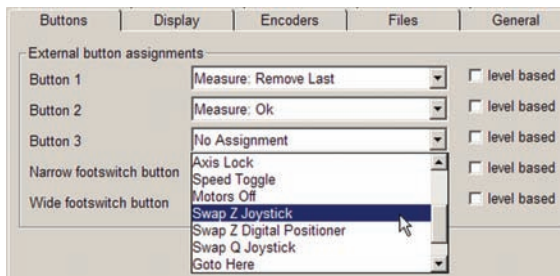 Buttons Display Encoders Files General
External button assignments
Button 1 Measure: Remove Last level based
Button 2 Measure: Ok level based
Button 3 No Assignment level based
Axis Lock
Narrow footswitch button Speed Toggle level based
Motors Off
Wide footswitch button Swap Z Joystick level based
Swap Z Digital Positioner
Swap Q Joystick
Goto Here